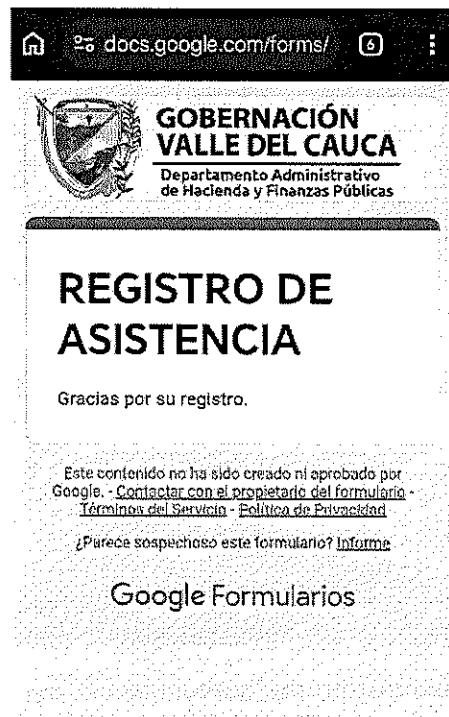 docs.google.com/forms/
6
GOBERNACIÓN
VALLE DEL CAUCA
Departamento Administrativo
de Hacienda y Finanzas Públicas
REGISTRO DE
ASISTENCIA
Gracias por su registro.
Este contenido no ha sido creado ni aprobado por
Google. - Contactar con el propietario del formulario -
Términos del Servicio - Política de Privacidad
¿Parece sospechoso este formulario? Informe
Google Formularios